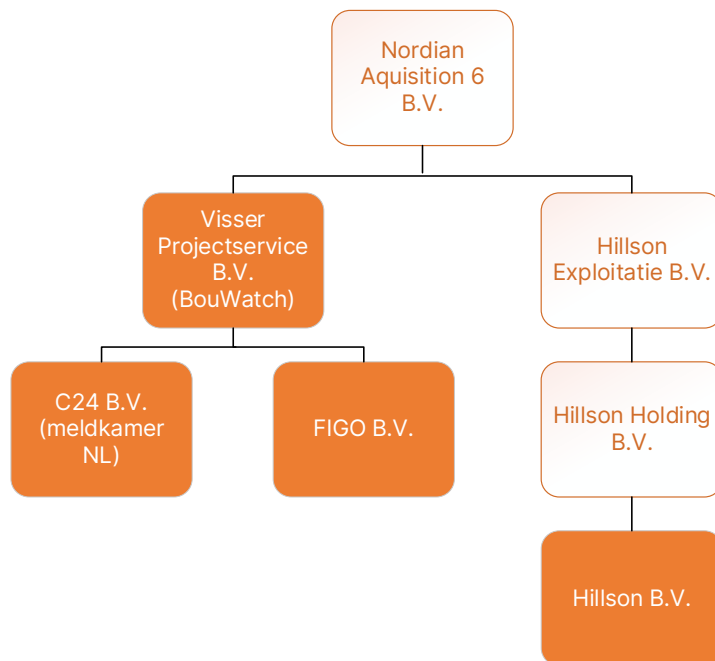 Nordian
Aquisition 6
B.V.
Visser
Projectservice
B.V.
(BouWatch)
Hillson
Exploitatie B.V.
C24 B.V.
(meldkamer
NL)
FIGO B.V.
Hillson Holding
B.V.
Hillson B.V.